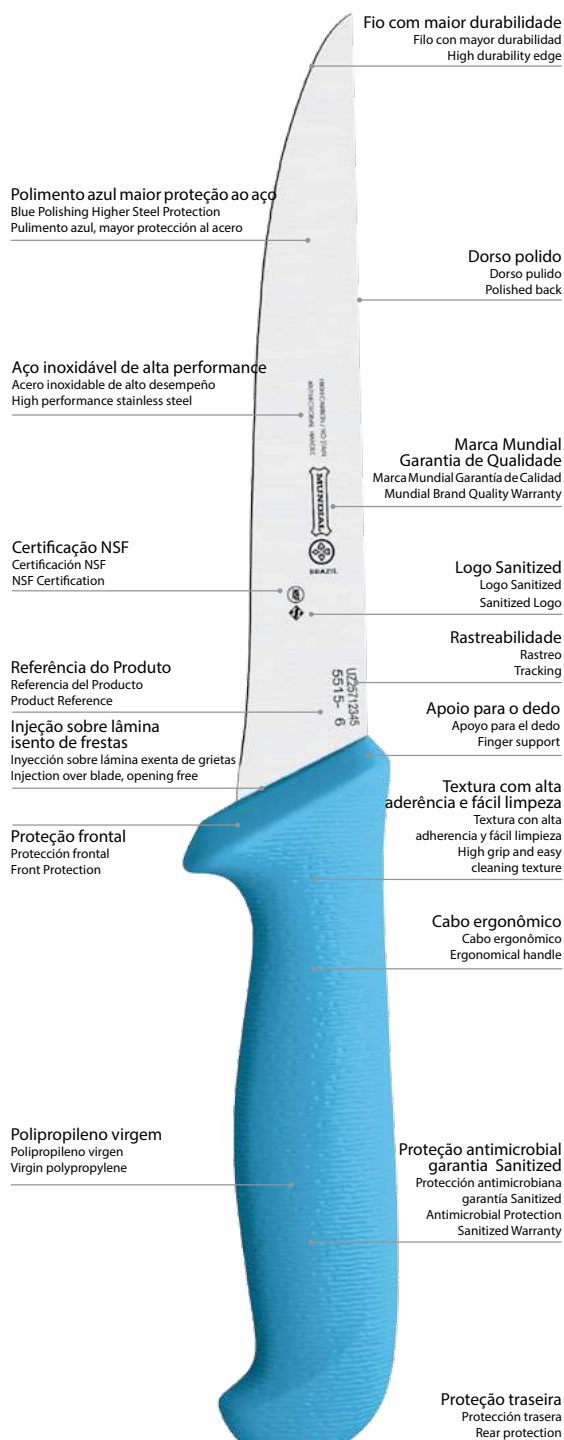 Fio com maior durabilidade
Filo con mayor durabilidad
High durability edge
Polimento azul maior proteção ao aço
Blue Polishing Higher Steel Protection
Pulimento azul, mayor protección al acero
Dorso polido
Dorso pulido
Polished back
Aço inoxidável de alta performance
Acero inoxidable de alto desempeño
High performance stainless steel
HIGH CARBON / NO STAIN
ANTIMICROBIAL HANDLE
MUNDIAL
BRAZIL
Marca Mundial
Garantia de Qualidade
Marca Mundial Garantía de Calidad
Mundial Brand Quality Warranty
Certificação NSF
Certificación NSF
NSF Certification
NSF
Logo Sanitized
Logo Sanitized
Sanitized Logo
Rastreabilidade
Rastreo
Tracking
Referência do Produto
Referencia del Producto
Product Reference
UZ25712345
5515- 6
Apoio para o dedo
Apoyo para el dedo
Finger support
Injeção sobre lâmina
isento de frestas
Inyección sobre lámina exenta de grietas
Injection over blade, opening free
Textura com alta
aderência e fácil limpeza
Textura con alta
adherencia y fácil limpieza
High grip and easy
cleaning texture
Proteção frontal
Protección frontal
Front Protection
Cabo ergonômico
Cabo ergonômico
Ergonomical handle
Polipropileno virgem
Polipropileno virgen
Virgin polypropylene
Proteção antimicrobial
garantia Sanitized
Protección antimicrobiana
garantía Sanitized
Antimicrobial Protection
Sanitized Warranty
Proteção traseira
Protección trasera
Rear protection